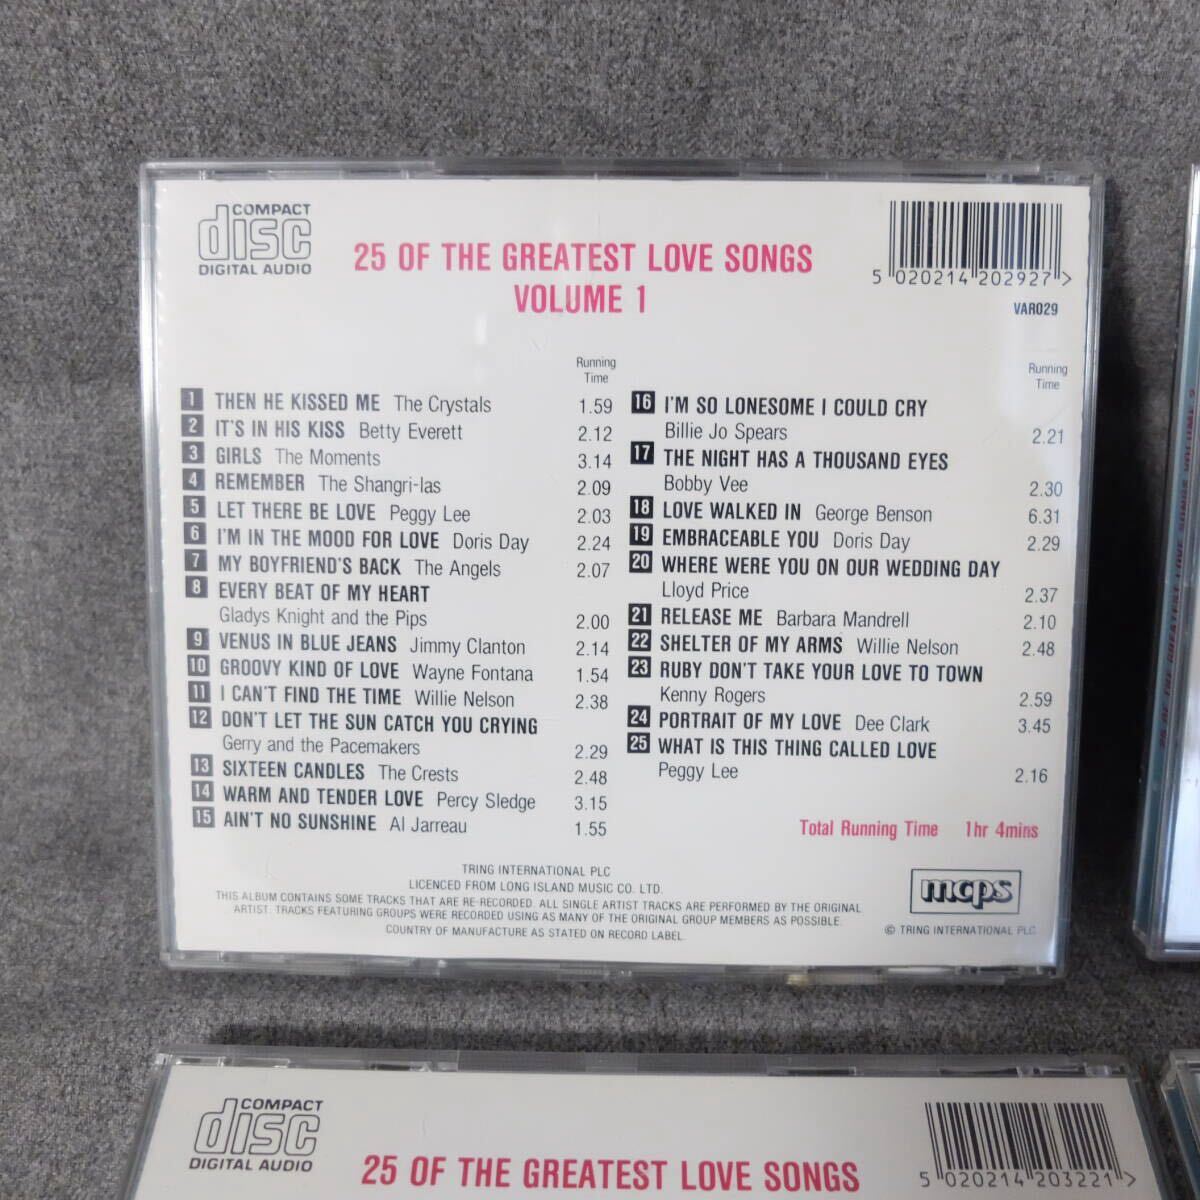 COMPACT
disc
DIGITAL AUDIO
25 OF THE GREATEST LOVE SONGS
VOLUME 1
5 020214 202927 >
VAR029
Running
Time
1 THEN HE KISSED ME The Crystals 1.59
2 IT'S IN HIS KISS Betty Everett 2.12
3 GIRLS The Moments 3.14
4 REMEMBER The Shangri-las 2.09
5 LET THERE BE LOVE Peggy Lee 2.03
6 I'M IN THE MOOD FOR LOVE Doris Day 2.24
7 MY BOYFRIEND'S BACK The Angels 2.07
8 EVERY BEAT OF MY HEART
Gladys Knight and the Pips 2.00
9 VENUS IN BLUE JEANS Jimmy Clanton 2.14
10 GROOVY KIND OF LOVE Wayne Fontana 1.54
11 I CAN'T FIND THE TIME Willie Nelson 2.38
12 DON'T LET THE SUN CATCH YOU CRYING
Gerry and the Pacemakers 2.29
13 SIXTEEN CANDLES The Crests 2.48
14 WARM AND TENDER LOVE Percy Sledge 3.15
15 AIN'T NO SUNSHINE Al Jarreau 1.55
Running
Time
16 I'M SO LONESOME I COULD CRY
Billie Jo Spears 2.21
17 THE NIGHT HAS A THOUSAND EYES
Bobby Vee 2.30
18 LOVE WALKED IN George Benson 6.31
19 EMBRACEABLE YOU Doris Day 2.29
20 WHERE WERE YOU ON OUR WEDDING DAY
Lloyd Price 2.37
21 RELEASE ME Barbara Mandrell 2.10
22 SHELTER OF MY ARMS Willie Nelson 2.48
23 RUBY DON'T TAKE YOUR LOVE TO TOWN
Kenny Rogers 2.59
24 PORTRAIT OF MY LOVE Dee Clark 3.45
25 WHAT IS THIS THING CALLED LOVE
Peggy Lee 2.16
Total Running Time 1hr 4mins
TRING INTERNATIONAL PLC
LICENCED FROM LONG ISLAND MUSIC CO. LTD.
THIS ALBUM CONTAINS SOME TRACKS THAT ARE RE-RECORDED. ALL SINGLE ARTIST TRACKS ARE PERFORMED BY THE ORIGINAL
ARTIST. TRACKS FEATURING GROUPS WERE RECORDED USING AS MANY OF THE ORIGINAL GROUP MEMBERS AS POSSIBLE.
COUNTRY OF MANUFACTURE AS STATED ON RECORD LABEL.
mcps
© TRING INTERNATIONAL PLC
COMPACT
disc
DIGITAL AUDIO
25 OF THE GREATEST LOVE SONGS
5 020214 203221 >